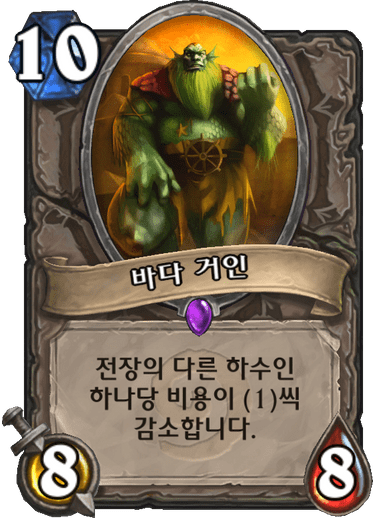 10
바다 거인
전장의 다른 하수인
하나당 비용이 (1)씩
감소합니다.
8
8